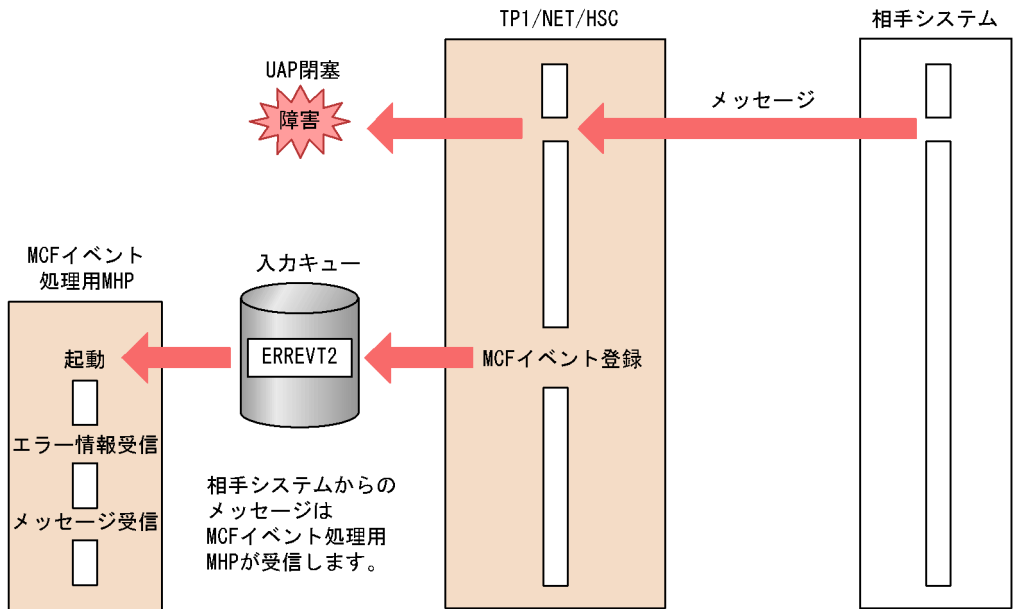 TP1/NET/HSC
相手システム
UAP閉塞
障害
メッセージ
MCFイベント
処理用MHP
入力キュー
起動
ERREVT2
MCFイベント登録
エラー情報受信
メッセージ受信
相手システムからの
メッセージは
MCFイベント処理用
MHPが受信します。